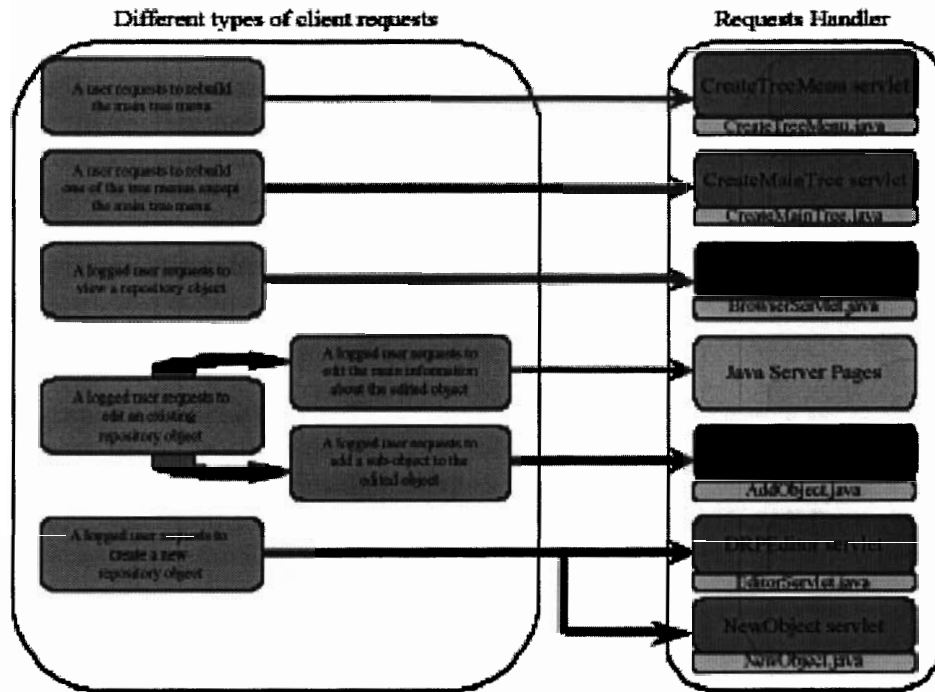 Different types of client requests
Requests Handler
A user requests to rebuild
the main tree menu
CreateTreeMenu servlet
CreateTreeMenu.java
A user requests to rebuild
one of the tree menus except
the main tree menu
CreateMainTree servlet
CreateMainTree.java
A logged user requests to
view a repository object
BrowserServlet.java
A logged user requests to
edit an existing
repository object
A logged user requests to
edit the main information
about the edited object
Java Server Pages
A logged user requests to
add a sub-object to the
edited object
AddObject.java
A logged user requests to
create a new
repository object
DRPEditor servlet
EditorServlet.java
NewObject servlet
NewObject.java